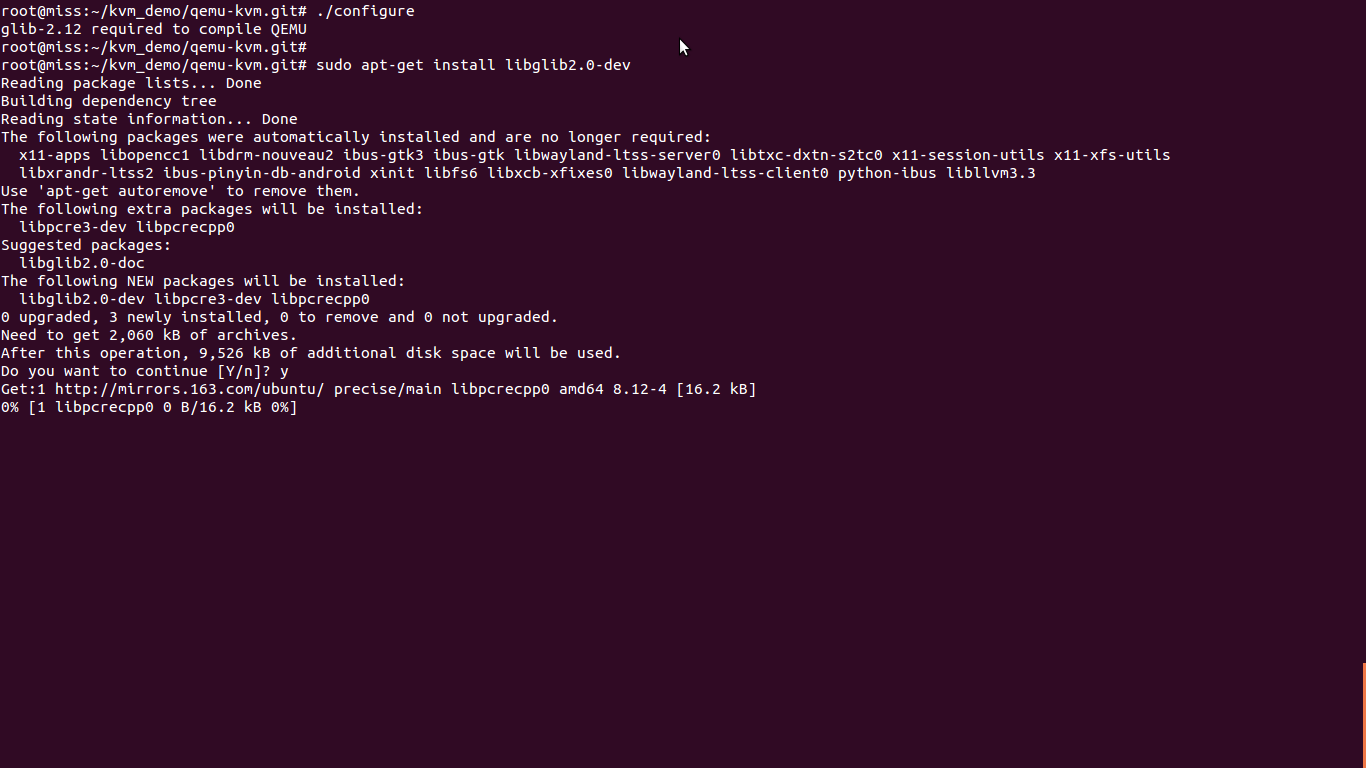 root@miss:~/kvm_demo/qemu-kvm.git# ./configure
glib-2.12 required to compile QEMU
root@miss:~/kvm_demo/qemu-kvm.git#
root@miss:~/kvm_demo/qemu-kvm.git# sudo apt-get install libglib2.0-dev
Reading package lists... Done
Building dependency tree
Reading state information... Done
The following packages were automatically installed and are no longer required:
  x11-apps libopencc1 libdrm-nouveau2 ibus-gtk3 ibus-gtk libwayland-ltss-server0 libtxc-dxtn-s2tc0 x11-session-utils x11-xfs-utils
  libxrandr-ltss2 ibus-pinyin-db-android xinit libfs6 libxcb-xfixes0 libwayland-ltss-client0 python-ibus libllvm3.3
Use 'apt-get autoremove' to remove them.
The following extra packages will be installed:
  libpcre3-dev libpcrecpp0
Suggested packages:
  libglib2.0-doc
The following NEW packages will be installed:
  libglib2.0-dev libpcre3-dev libpcrecpp0
0 upgraded, 3 newly installed, 0 to remove and 0 not upgraded.
Need to get 2,060 kB of archives.
After this operation, 9,526 kB of additional disk space will be used.
Do you want to continue [Y/n]? y
Get:1 http://mirrors.163.com/ubuntu/ precise/main libpcrecpp0 amd64 8.12-4 [16.2 kB]
0% [1 libpcrecpp0 0 B/16.2 kB 0%]